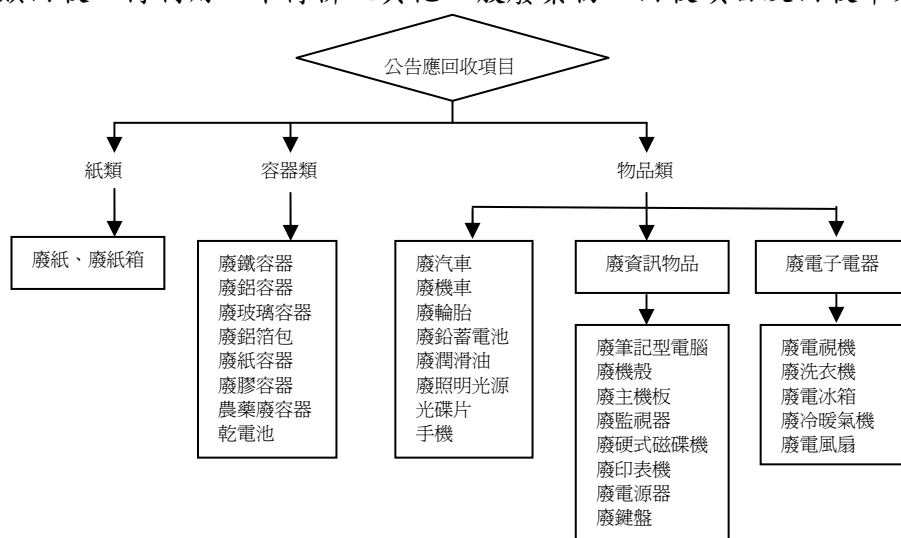 公告應回收項目
紙類
容器類
物品類
廢紙、廢紙箱
廢鐵容器
廢鋁容器
廢玻璃容器
廢鋁箔包
廢紙容器
廢膠容器
農藥廢容器
乾電池
廢汽車
廢機車
廢輪胎
廢鉛蓄電池
廢潤滑油
廢照明光源
光碟片
手機
廢資訊物品
廢筆記型電腦
廢機殼
廢主機板
廢監視器
廢硬式磁碟機
廢印表機
廢電源器
廢鍵盤
廢電子電器
廢電視機
廢洗衣機
廢電冰箱
廢冷暖氣機
廢電風扇